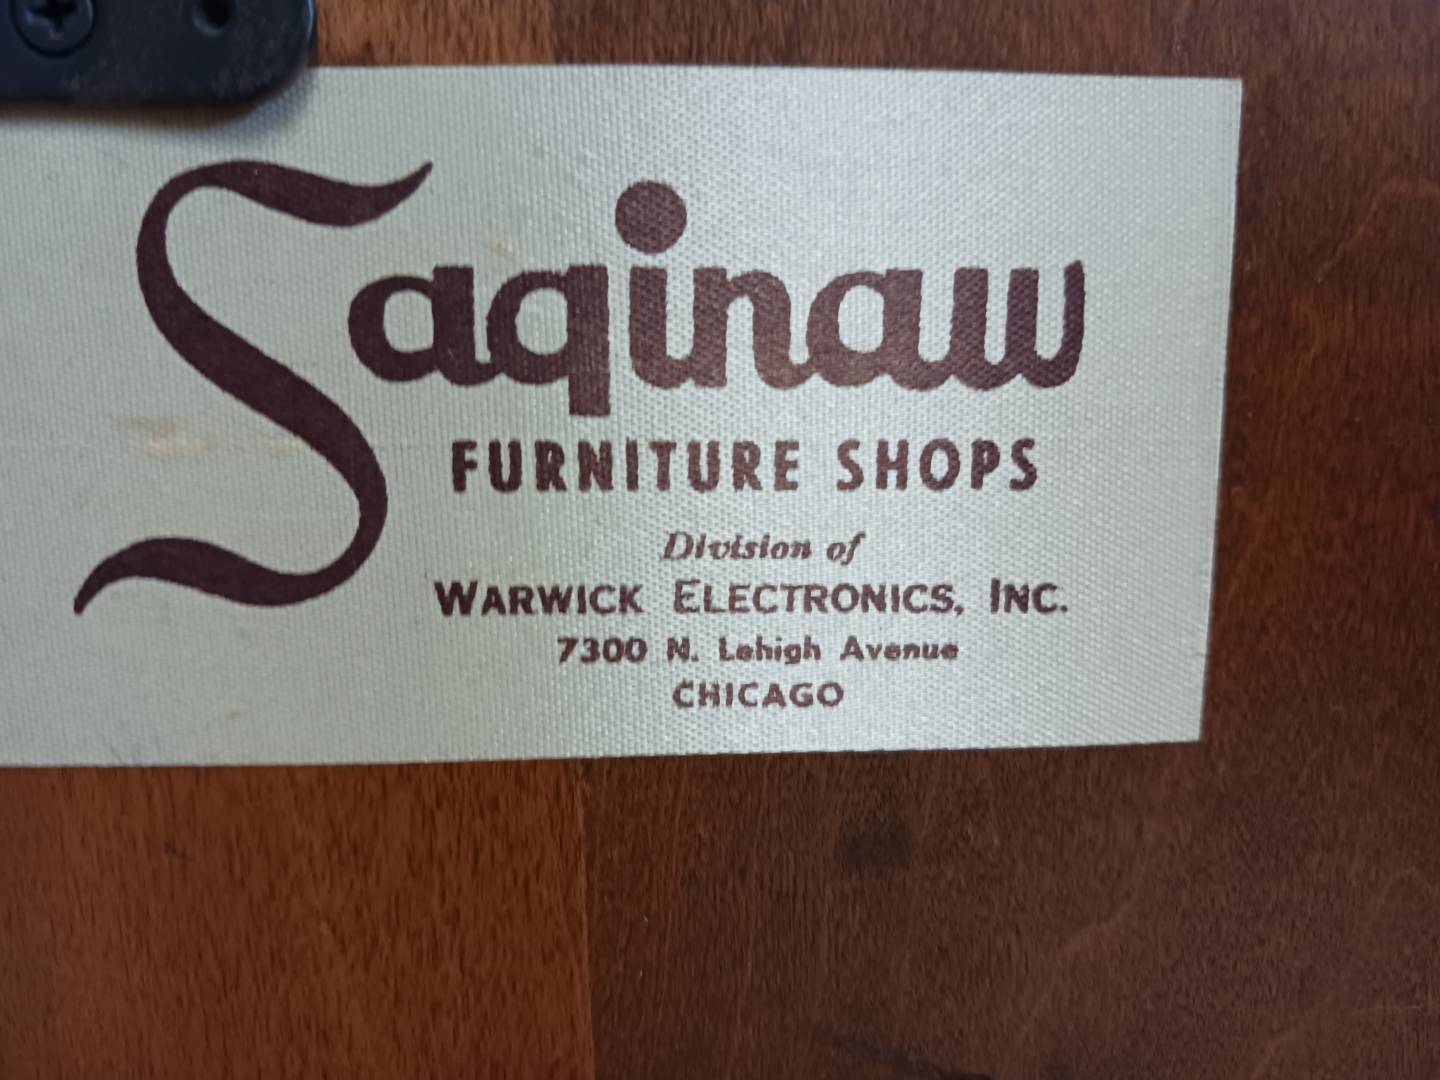 Saginaw
FURNITURE SHOPS
Division of
WARWICK ELECTRONICS, INC.
7300 N. Lehigh Avenue
CHICAGO